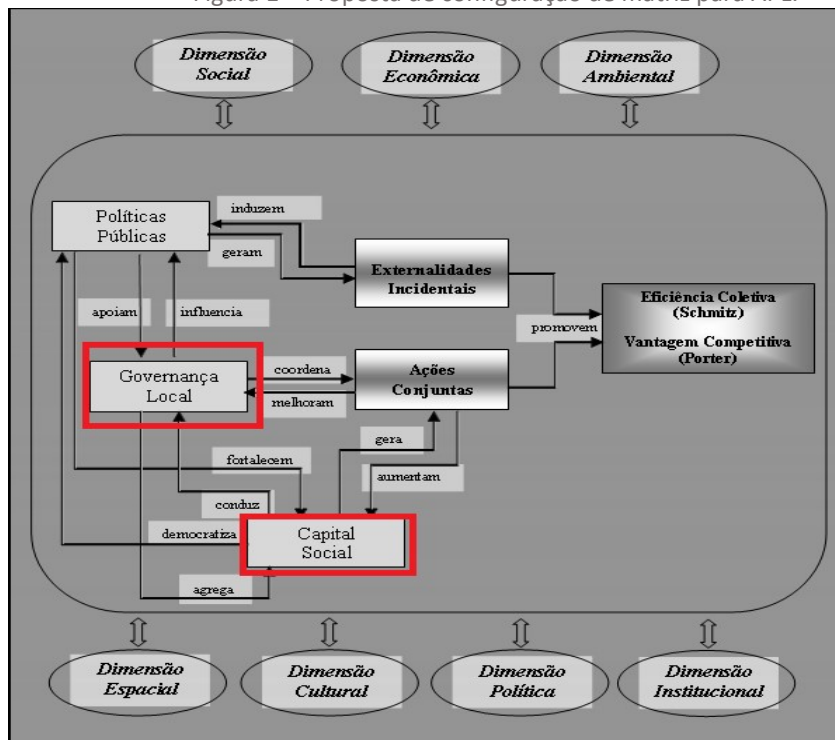 Dimensão
Social
Dimensão
Econômica
Dimensão
Ambiental
Políticas
Públicas
induzem
geram
Externalidades
Incidentais
Eficiência Coletiva
(Schmitz)
Vantagem Competitiva
(Porter)
promovem
apoiam
influencia
Governança
Local
coordena
melhoram
Ações
Conjuntas
gera
fortalecem
aumentam
conduz
democratiza
Capital
Social
agrega
Dimensão
Espacial
Dimensão
Cultural
Dimensão
Política
Dimensão
Institucional